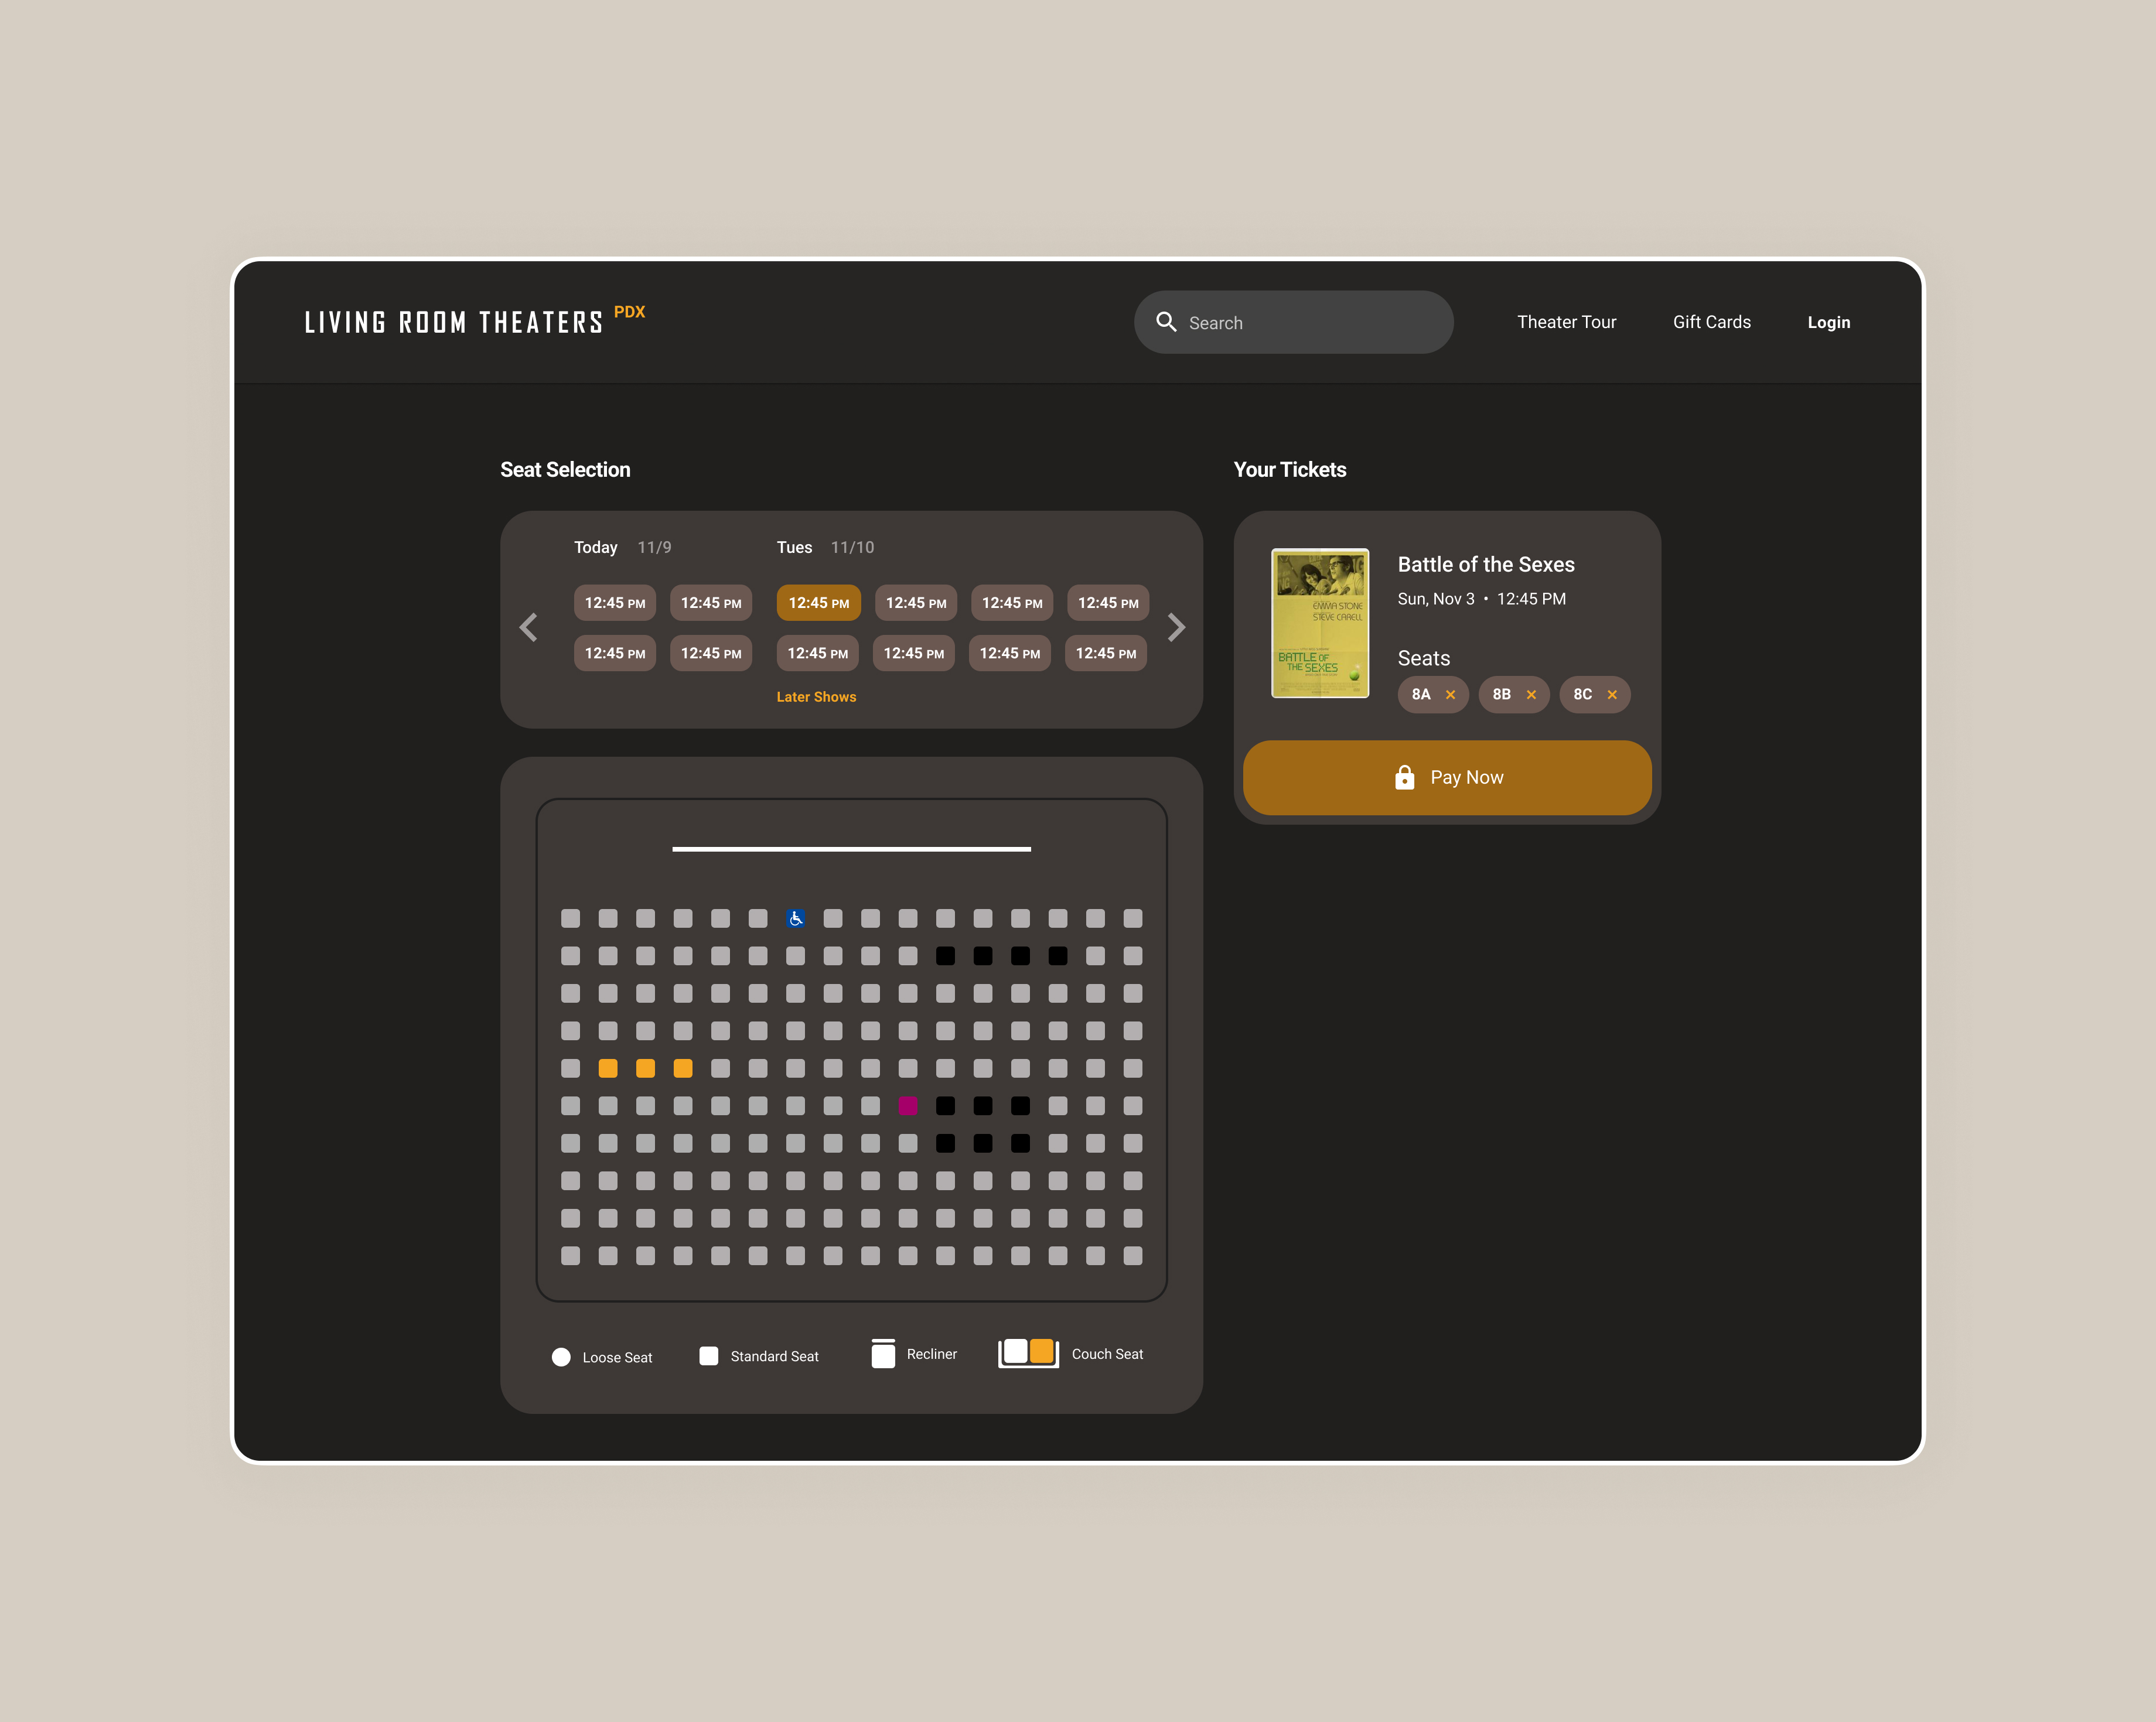 LIVING ROOM THEATERS PDX
Search
Theater Tour
Gift Cards
Login
Seat Selection
Today 11/9
Tues 11/10
12:45 PM 12:45 PM 12:45 PM 12:45 PM 12:45 PM 12:45 PM
12:45 PM 12:45 PM 12:45 PM 12:45 PM 12:45 PM 12:45 PM
Later Shows
Loose Seat
Standard Seat
Recliner
Couch Seat
Your Tickets
EMMA STONE
STEVE CARELL
BATTLE OF
THE SEXES
Battle of the Sexes
Sun, Nov 3 • 12:45 PM
Seats
8A × 8B × 8C ×
Pay Now